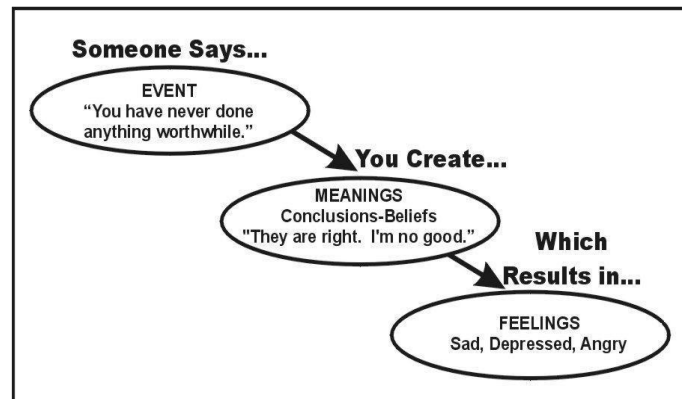 Someone Says...
EVENT
“You have never done
anything worthwhile.”
You Create...
MEANINGS
Conclusions-Beliefs
"They are right.  I'm no good.”
Which
Results in...
FEELINGS
Sad, Depressed, Angry